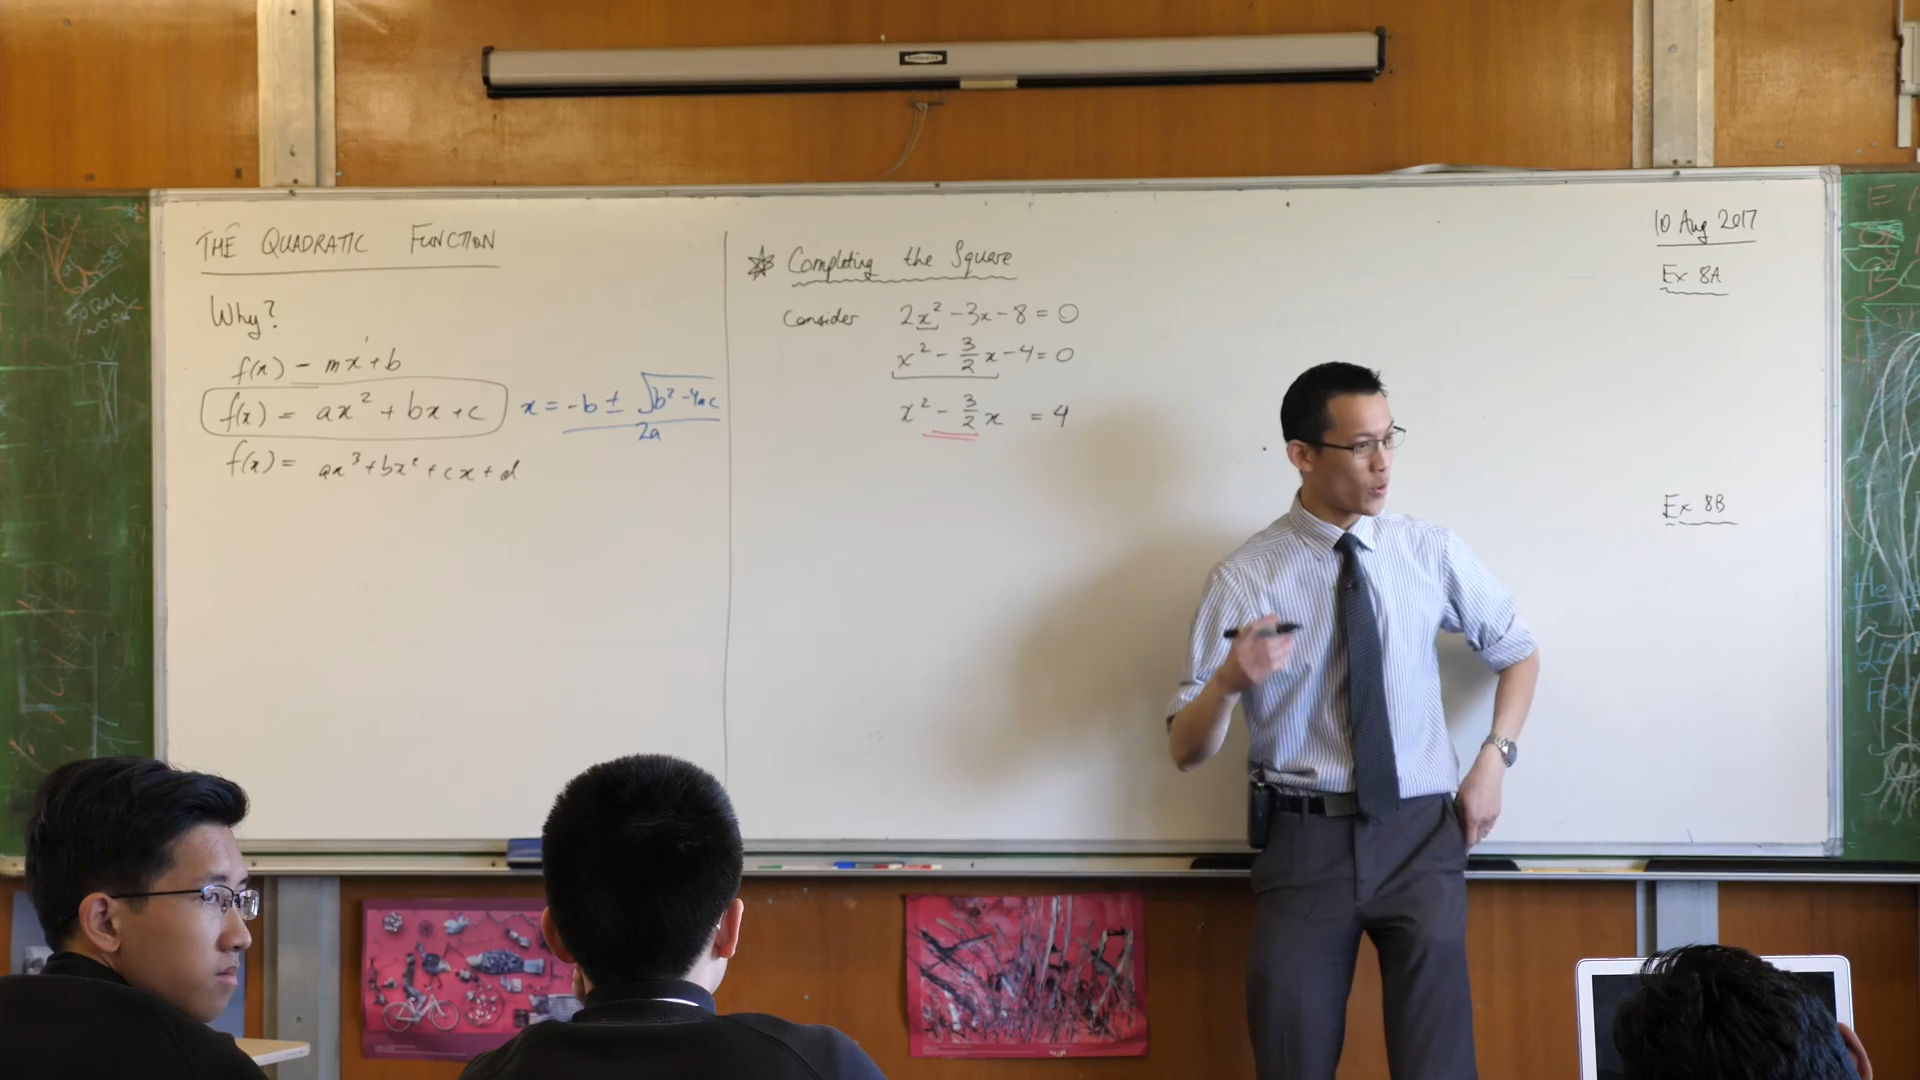 THE QUADRATIC FUNCTION
Why?
f(x) = mx¹ + b
f(x) = ax² + bx + c
x = -b ± √b² - 4ac
2a
f(x) = ax³ + bx² + cx + d
Completing the Square
Consider 2x² - 3x - 8 = 0
x² - 3/2 x - 4 = 0
x² - 3/2 x = 4
10 Aug 2017
Ex 8A
Ex 8B